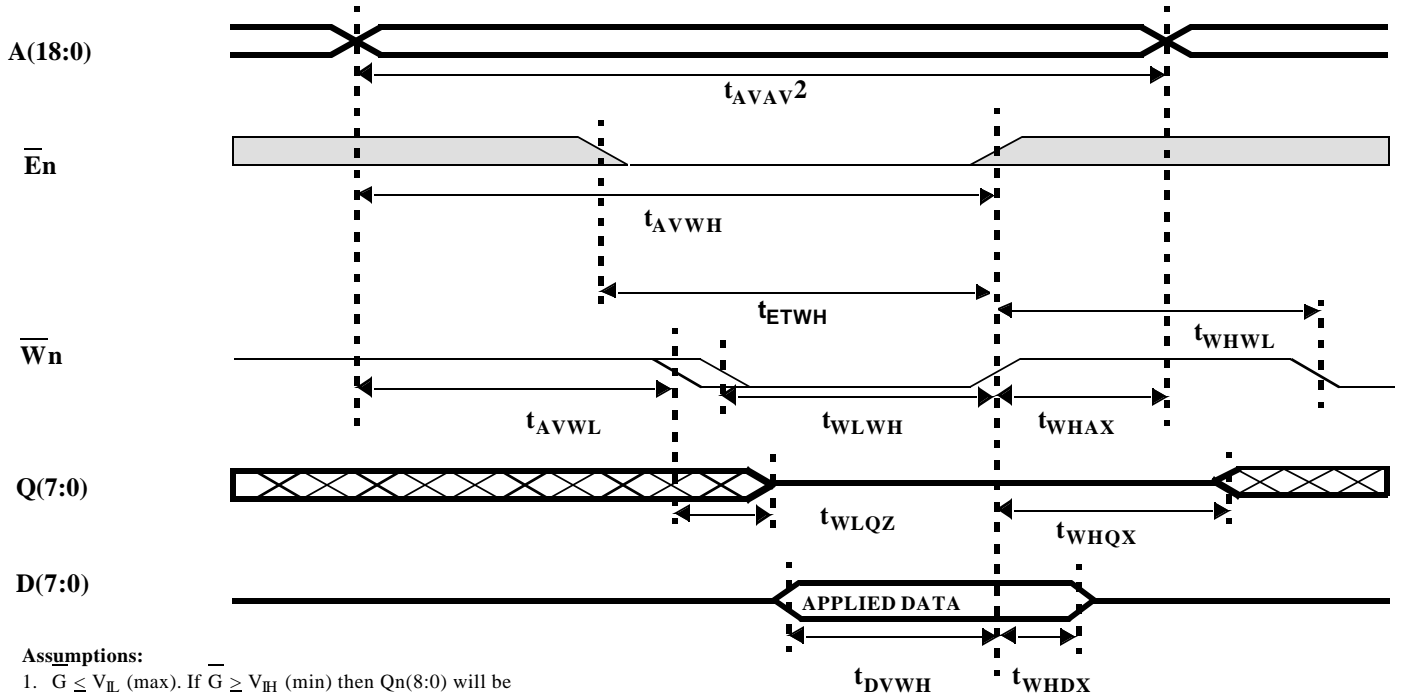 A(18:0)
tAVAV2
En
tAVWH
tETWH
tWHWL
Wn
tAVWL
tWLWH
tWHAX
Q(7:0)
tWLQZ
tWHQX
D(7:0)
APPLIED DATA
Assumptions:
tDVWH
tWHDX
1. G ≤ VIL (max). If G ≥ VIH (min) then Qn(8:0) will be